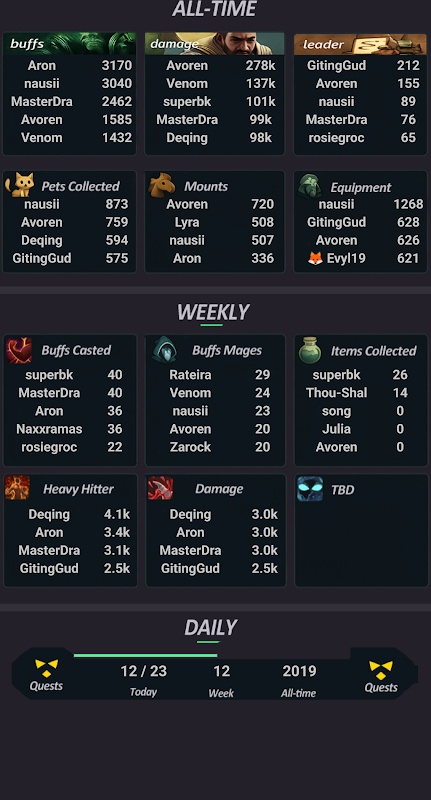 ALL-TIME
buffs
Aron 3170
nausii 3040
MasterDra 2462
Avoren 1585
Venom 1432
damage
Avoren 278k
Venom 137k
superbk 101k
MasterDra 99k
Deqing 98k
leader
GitingGud 212
Avoren 155
nausii 89
MasterDra 76
rosiegroc 65
Pets Collected
nausii 873
Avoren 759
Deqing 594
GitingGud 575
Mounts
Avoren 720
Lyra 508
nausii 507
Aron 336
Equipment
nausii 1268
GitingGud 628
Avoren 626
🦊 Evyl19 621
WEEKLY
Buffs Casted
superbk 40
MasterDra 40
Aron 36
Naxxramas 36
rosiegroc 22
Buffs Mages
Rateira 29
Venom 24
nausii 23
Avoren 20
Zarock 20
Items Collected
superbk 26
Thou-Shal 14
song 0
Julia 0
Avoren 0
Heavy Hitter
Deqing 4.1k
Aron 3.4k
MasterDra 3.1k
GitingGud 2.5k
Damage
Deqing 3.0k
Aron 3.0k
MasterDra 3.0k
GitingGud 2.5k
TBD
DAILY
Quests
12 / 23
Today
12
Week
2019
All-time
Quests